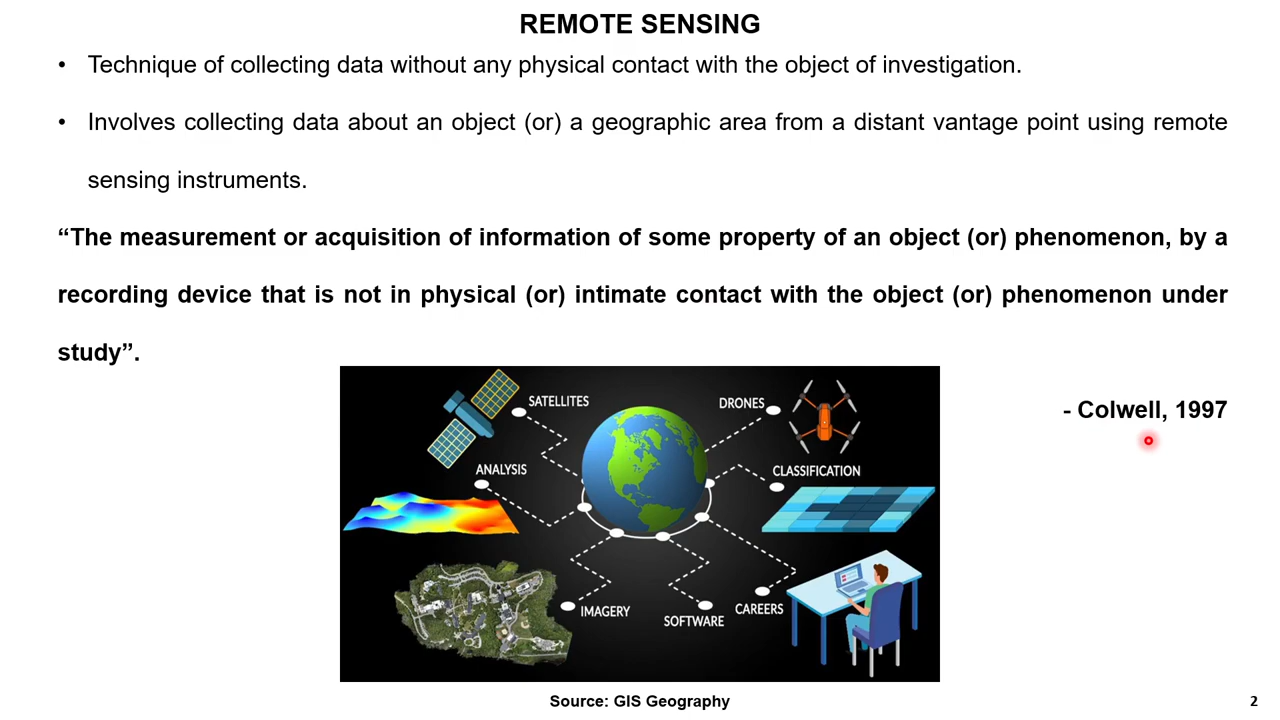 REMOTE SENSING
• Technique of collecting data without any physical contact with the object of investigation.
• Involves collecting data about an object (or) a geographic area from a distant vantage point using remote
sensing instruments.
“The measurement or acquisition of information of some property of an object (or) phenomenon, by a
recording device that is not in physical (or) intimate contact with the object (or) phenomenon under
study”.
- Colwell, 1997
SATELLITES
DRONES
ANALYSIS
CLASSIFICATION
IMAGERY
SOFTWARE
CAREERS
Source: GIS Geography
2